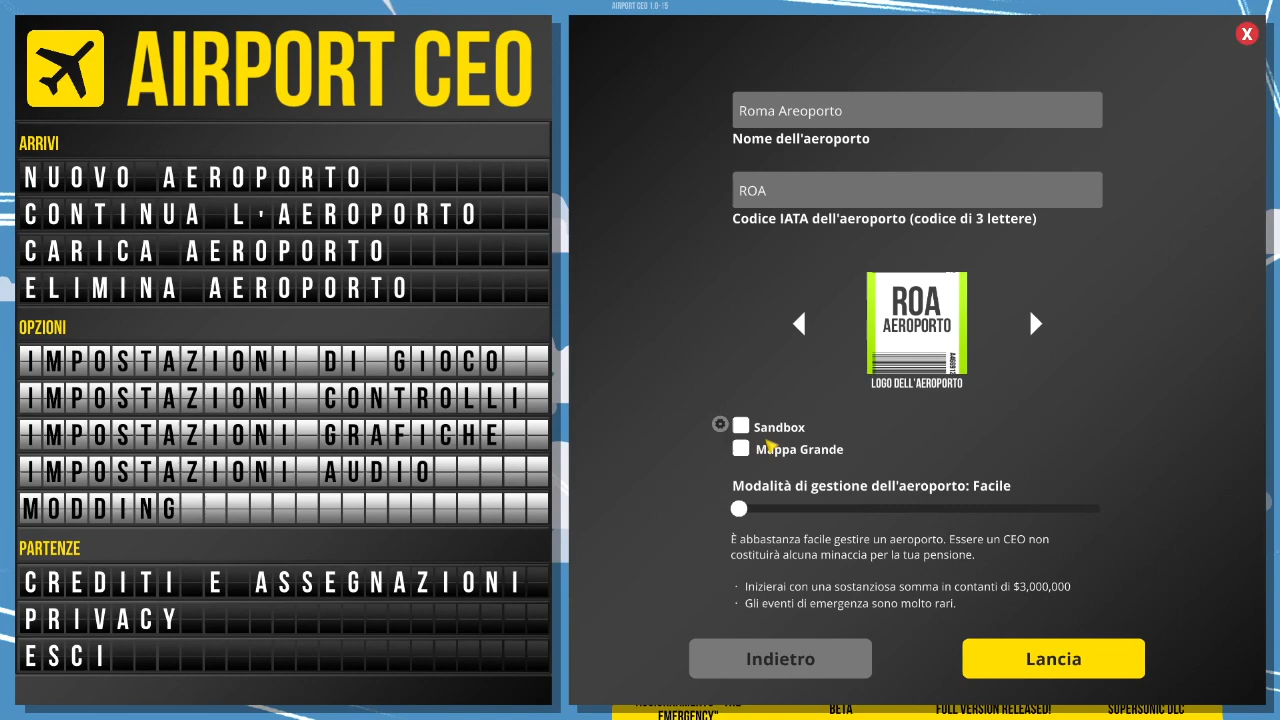 AIRPORT CEO 1.0-15
AIRPORT CEO
ARRIVI
NUOVO AEROPORTO
CONTINUA L'AEROPORTO
CARICA AEROPORTO
ELIMINA AEROPORTO
OPZIONI
IMPOSTAZIONI DI GIOCO
IMPOSTAZIONI CONTROLLI
IMPOSTAZIONI GRAFICHE
IMPOSTAZIONI AUDIO
MODDING
PARTENZE
CREDITI E ASSEGNAZIONI
PRIVACY
ESCI
X
Roma Areoporto
Nome dell'aeroporto
ROA
Codice IATA dell'aeroporto (codice di 3 lettere)
ROA
AEROPORTO
LOGO DELL'AEROPORTO
Sandbox
Mappa Grande
Modalità di gestione dell'aeroporto: Facile
È abbastanza facile gestire un aeroporto. Essere un CEO non
costituirà alcuna minaccia per la tua pensione.
· Inizierai con una sostanziosa somma in contanti di $3,000,000
· Gli eventi di emergenza sono molto rari.
Indietro
Lancia
EMERGENCY"
BETA
FULL VERSION RELEASED!
SUPERSONIC DLC